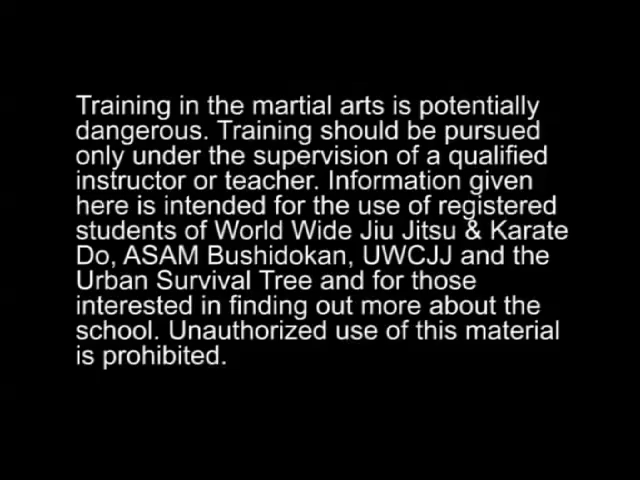 Training in the martial arts is potentially
dangerous. Training should be pursued
only under the supervision of a qualified
instructor or teacher. Information given
here is intended for the use of registered
students of World Wide Jiu Jitsu & Karate
Do, ASAM Bushidokan, UWCJJ and the
Urban Survival Tree and for those
interested in finding out more about the
school. Unauthorized use of this material
is prohibited.